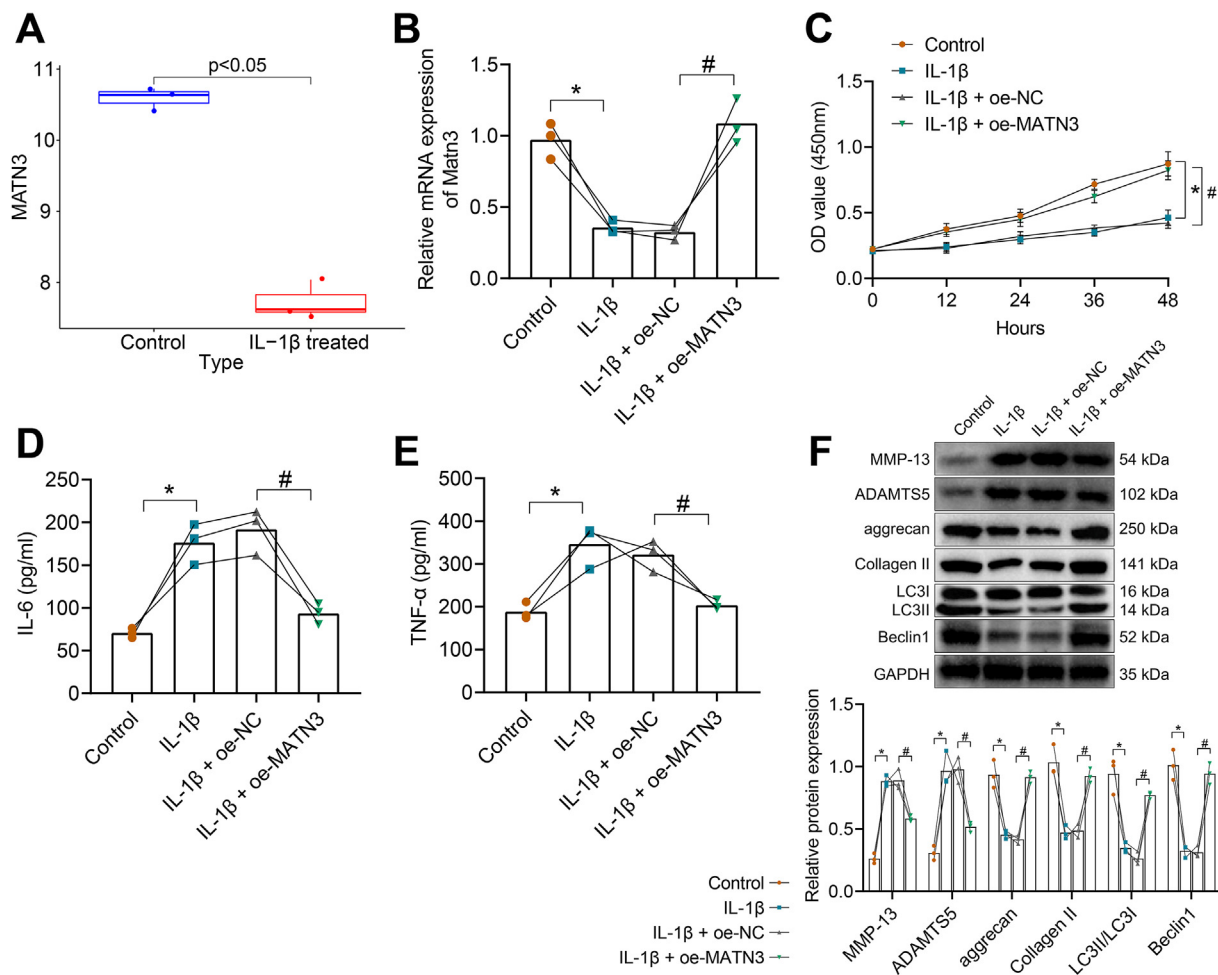 A
p<0.05
11
10
9
8
MATN3
Control
IL−1β treated
Type
B
Relative mRNA expression
of Matn3
1.5
1.0
0.5
0.0
*
#
Control
IL-1β
IL-1β + oe-NC
IL-1β + oe-MATN3
C
Control
IL-1β
IL-1β + oe-NC
IL-1β + oe-MATN3
OD value (450nm)
1.5
1.0
0.5
0.0
0
12
24
36
48
Hours
*
#
D
IL-6 (pg/ml)
250
200
150
100
50
0
*
#
Control
IL-1β
IL-1β + oe-NC
IL-1β + oe-MATN3
E
TNF-α (pg/ml)
500
400
300
200
100
0
*
#
Control
IL-1β
IL-1β + oe-NC
IL-1β + oe-MATN3
F
Control
IL-1β
IL-1β + oe-NC
IL-1β + oe-MATN3
MMP-13 54 kDa
ADAMTS5 102 kDa
aggrecan 250 kDa
Collagen II 141 kDa
LC3I 16 kDa
LC3II 14 kDa
Beclin1 52 kDa
GAPDH 35 kDa
Relative protein expression
1.5
1.0
0.5
0.0
* # * # * # * # * # * #
MMP-13
ADAMTS5
aggrecan
Collagen II
LC3II/LC3I
Beclin1
Control
IL-1β
IL-1β + oe-NC
IL-1β + oe-MATN3